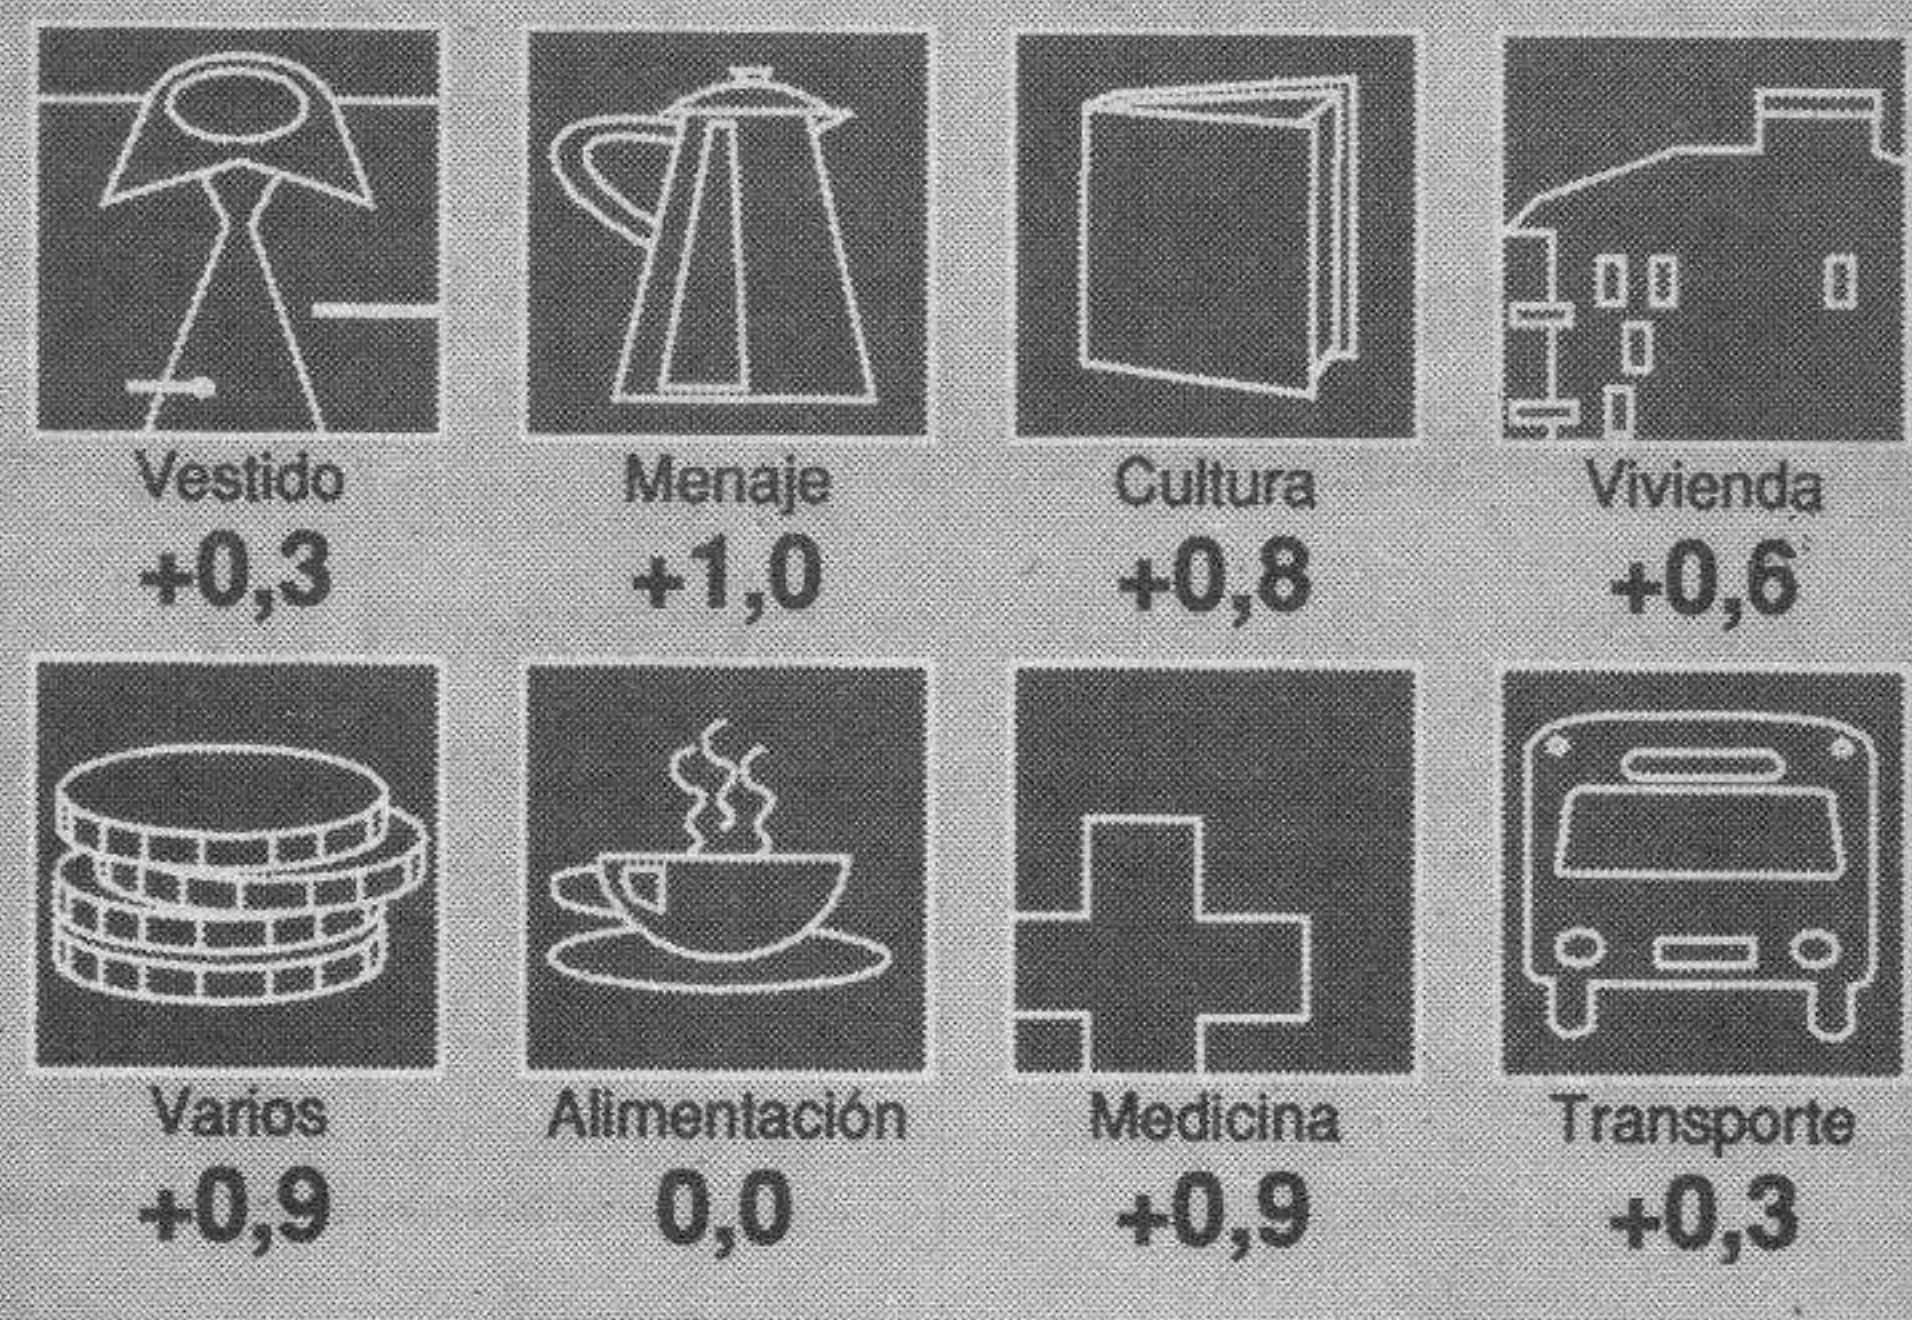 Vestido Menaje Cultura Vivienda
+0,3 +1,0 +0,8 +0,6
Varios Alimentación Medicina Transporte
+0,9 0,0 +0,9 +0,3